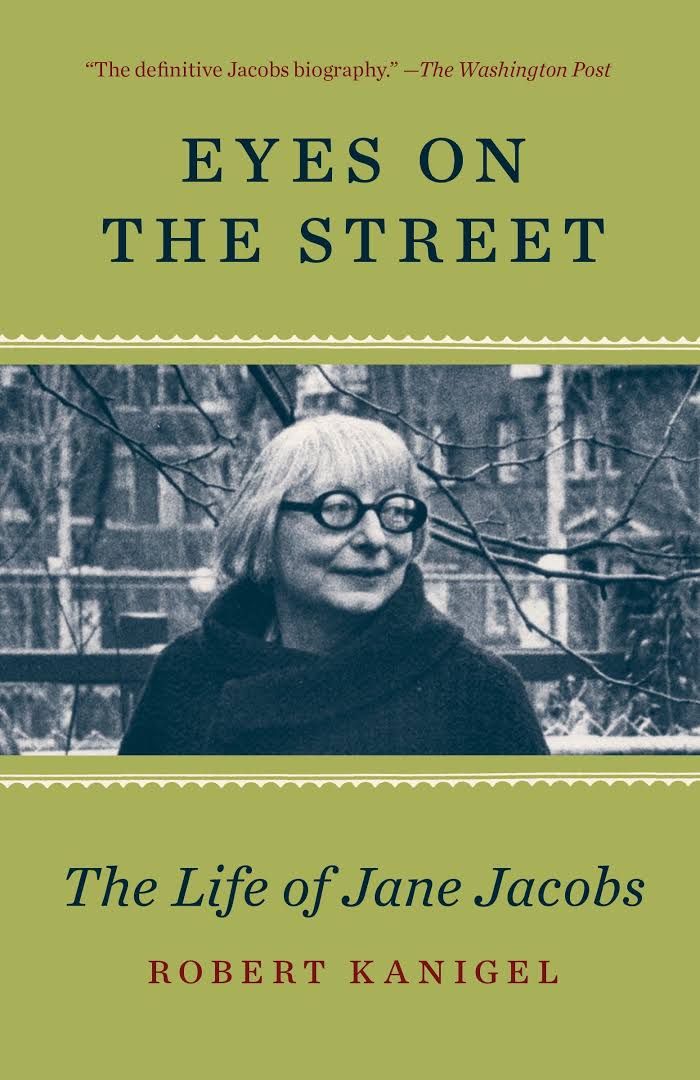 “The definitive Jacobs biography.” —The Washington Post
EYES ON
THE STREET
The Life of Jane Jacobs
ROBERT KANIGEL